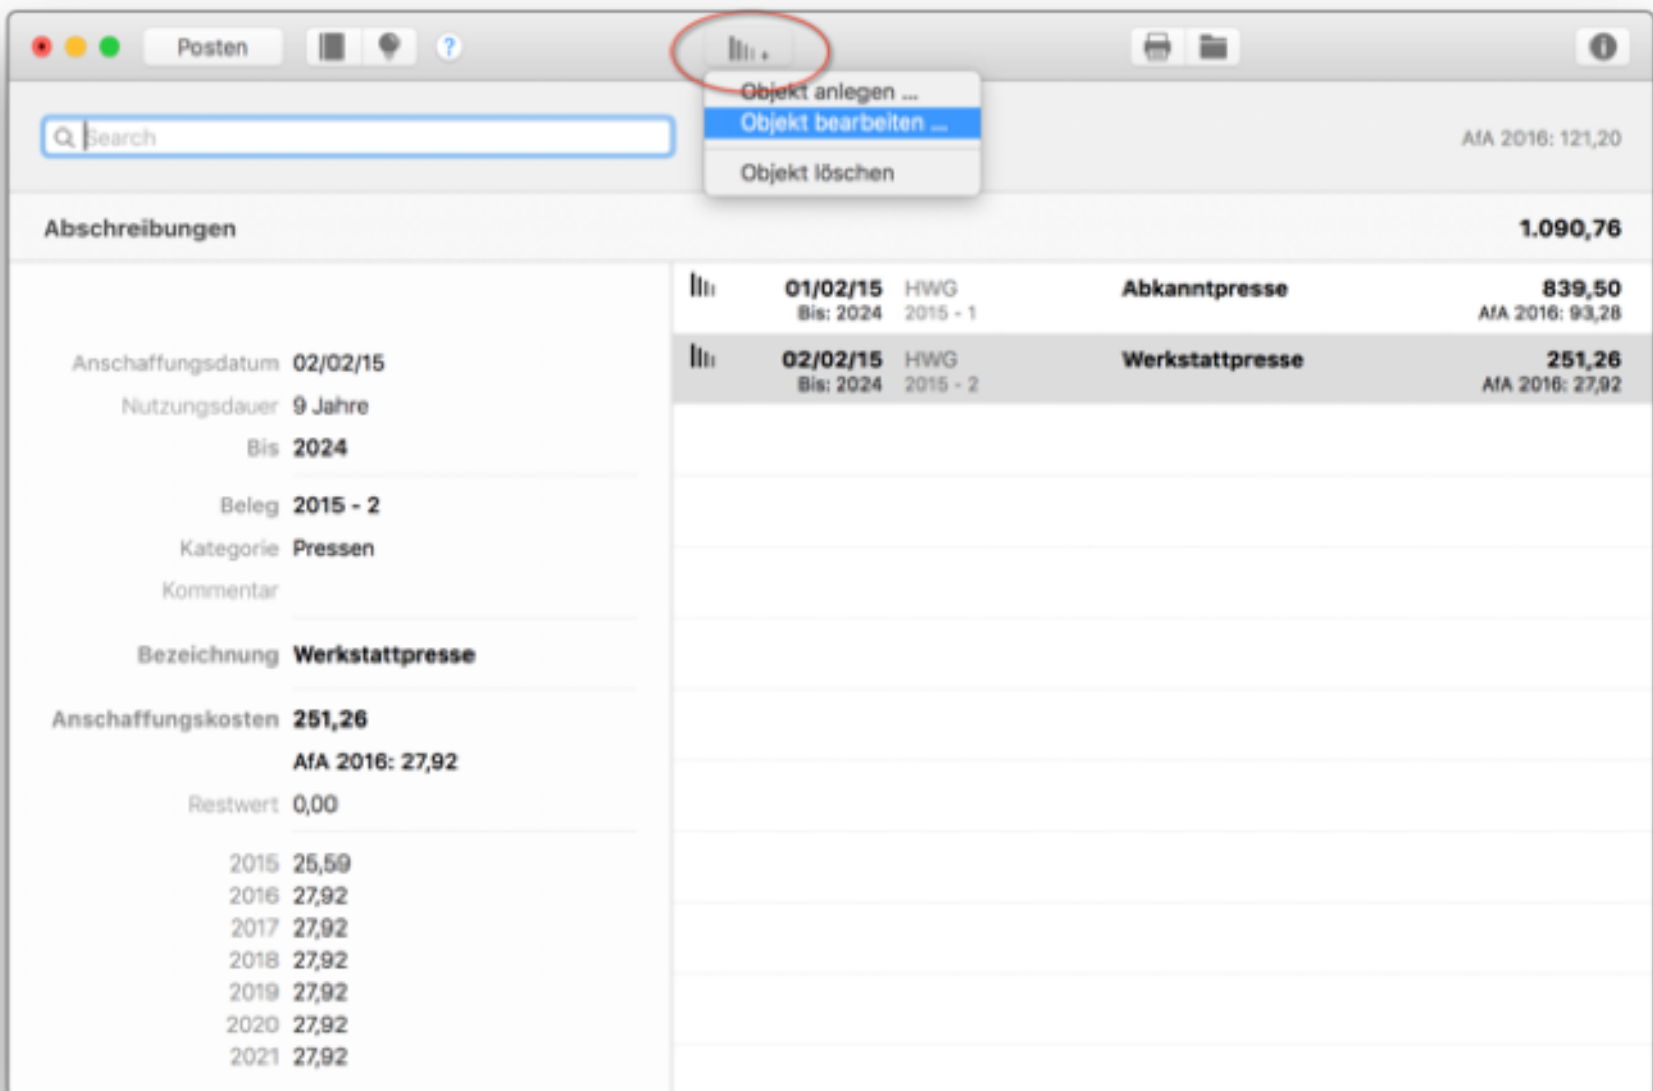 Posten
?
Objekt anlegen ...
Objekt bearbeiten ...
Objekt löschen
Search
AfA 2016: 121,20
Abschreibungen
1.090,76
01/02/15 HWG Abkanntpresse 839,50
Bis: 2024 2015 - 1 AfA 2016: 93,28
02/02/15 HWG Werkstattpresse 251,26
Bis: 2024 2015 - 2 AfA 2016: 27,92
Anschaffungsdatum 02/02/15
Nutzungsdauer 9 Jahre
Bis 2024
Beleg 2015 - 2
Kategorie Pressen
Kommentar
Bezeichnung Werkstattpresse
Anschaffungskosten 251,26
AfA 2016: 27,92
Restwert 0,00
2015 25,59
2016 27,92
2017 27,92
2018 27,92
2019 27,92
2020 27,92
2021 27,92